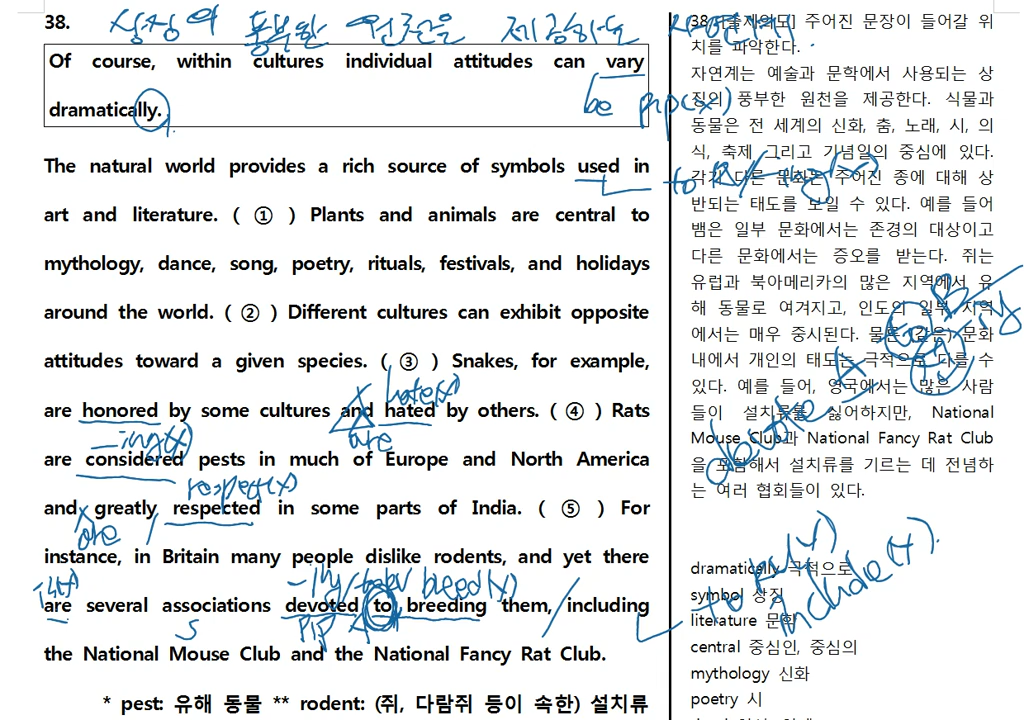 38.
상징의 풍부한 원천을 제공하는
Of course, within cultures individual attitudes can vary
dramatically.
be pip(x)
The natural world provides a rich source of symbols used in
to R/-ing(x)
art and literature. ( ① ) Plants and animals are central to
mythology, dance, song, poetry, rituals, festivals, and holidays
around the world. ( ② ) Different cultures can exhibit opposite
attitudes toward a given species. ( ③ ) Snakes, for example,
hate(x)
are honored by some cultures and hated by others. ( ④ ) Rats
-ing(x)
are
are considered pests in much of Europe and North America
respect(x)
and greatly respected in some parts of India. ( ⑤ ) For
are
instance, in Britain many people dislike rodents, and yet there
is(x)
-ing
breed(x)
are several associations devoted to breeding them, including
s
pip
to
include(x).
the National Mouse Club and the National Fancy Rat Club.
* pest: 유해 동물 ** rodent: (쥐, 다람쥐 등이 속한) 설치류
38 [출제의도] 주어진 문장이 들어갈 위
치를 파악한다.
자연계는 예술과 문학에서 사용되는 상
징의 풍부한 원천을 제공한다. 식물과
동물은 전 세계의 신화, 춤, 노래, 시, 의
식, 축제 그리고 기념일의 중심에 있다.
각기 다른 문화는 주어진 종에 대해 상
반되는 태도를 보일 수 있다. 예를 들어
뱀은 일부 문화에서는 존경의 대상이고
다른 문화에서는 증오를 받는다. 쥐는
유럽과 북아메리카의 많은 지역에서 유
해 동물로 여겨지고, 인도의 일부 지역
에서는 매우 중시된다. 물론 (같은) 문화
내에서 개인의 태도는 극적으로 다를 수
있다. 예를 들어, 영국에서는 많은 사람
들이 설치류를 싫어하지만, National
Mouse Club과 National Fancy Rat Club
을 포함해서 설치류를 기르는 데 전념하
는 여러 협회들이 있다.
devote A to B
dramatically 극적으로
symbol 상징
literature 문학
central 중심인, 중심의
mythology 신화
poetry 시